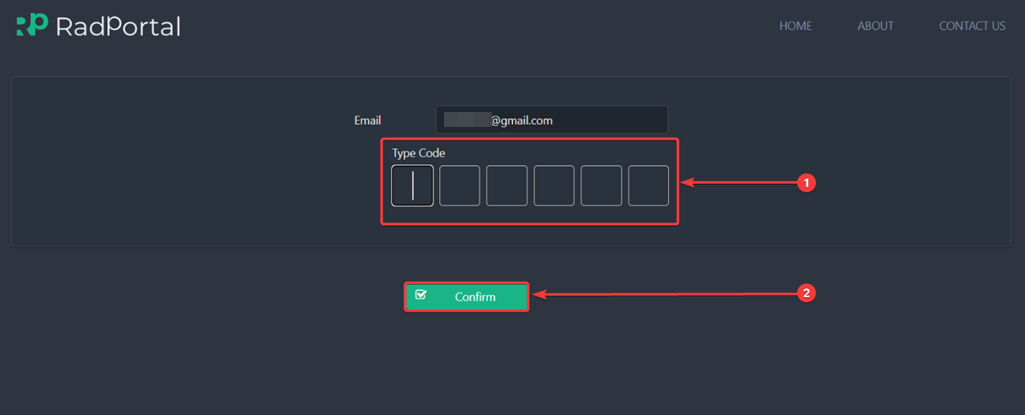 RadPortal
HOME ABOUT CONTACT US
Email @gmail.com
Type Code
1
Confirm
2